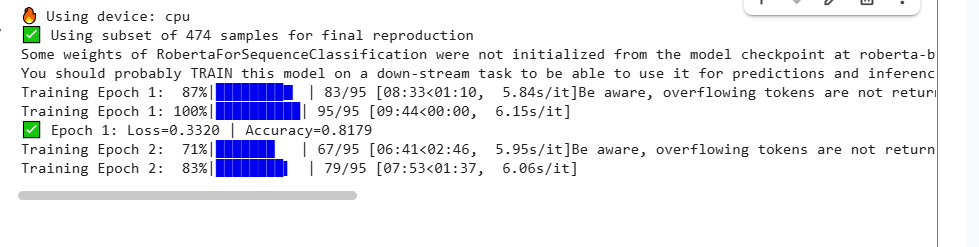 🔥 Using device: cpu
✅ Using subset of 474 samples for final reproduction
Some weights of RobertaForSequenceClassification were not initialized from the model checkpoint at roberta-b
You should probably TRAIN this model on a down-stream task to be able to use it for predictions and inferenc
Training Epoch 1:  87%|████████▋ | 83/95 [08:33<01:10,  5.84s/it]Be aware, overflowing tokens are not retur
Training Epoch 1: 100%|██████████| 95/95 [09:44<00:00,  6.15s/it]
✅ Epoch 1: Loss=0.3320 | Accuracy=0.8179
Training Epoch 2:  71%|███████   | 67/95 [06:41<02:46,  5.95s/it]Be aware, overflowing tokens are not return
Training Epoch 2:  83%|████████▎ | 79/95 [07:53<01:37,  6.06s/it]